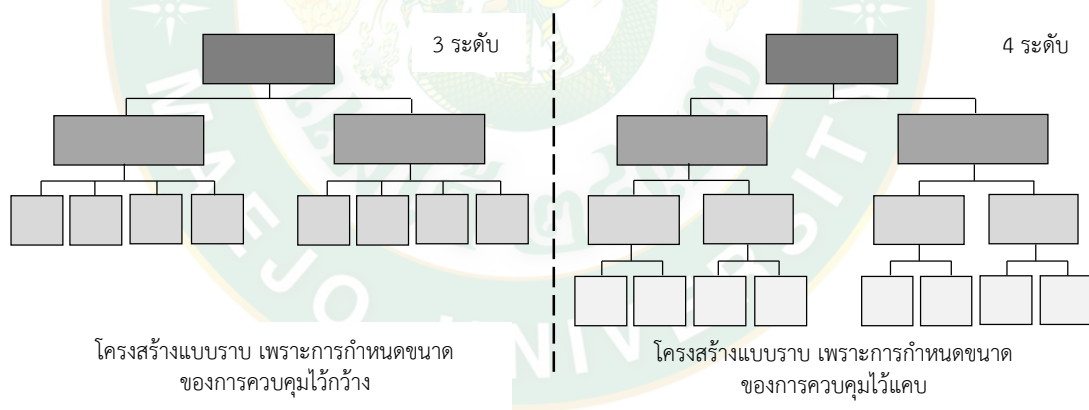 3 ระดับ
4 ระดับ
โครงสร้างแบบราบ เพราะการกำหนดขนาด
ของการควบคุมไว้กว้าง
โครงสร้างแบบราบ เพราะการกำหนดขนาด
ของการควบคุมไว้แคบ
MAEJO UNIVERSITY